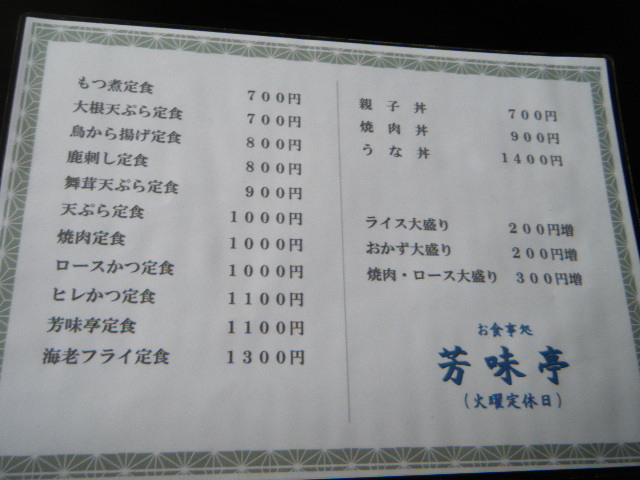 もつ煮定食 700円
大根天ぷら定食 700円
鳥から揚げ定食 800円
鹿刺し定食 800円
舞茸天ぷら定食 900円
天ぷら定食 1000円
焼肉定食 1000円
ロースかつ定食 1000円
ヒレかつ定食 1100円
芳味亭定食 1100円
海老フライ定食 1300円
親子丼 700円
焼肉丼 900円
うな丼 1400円
ライス大盛り 200円増
おかず大盛り 200円増
焼肉・ロース大盛り 300円増
お食事処
芳味亭
(火曜定休日)